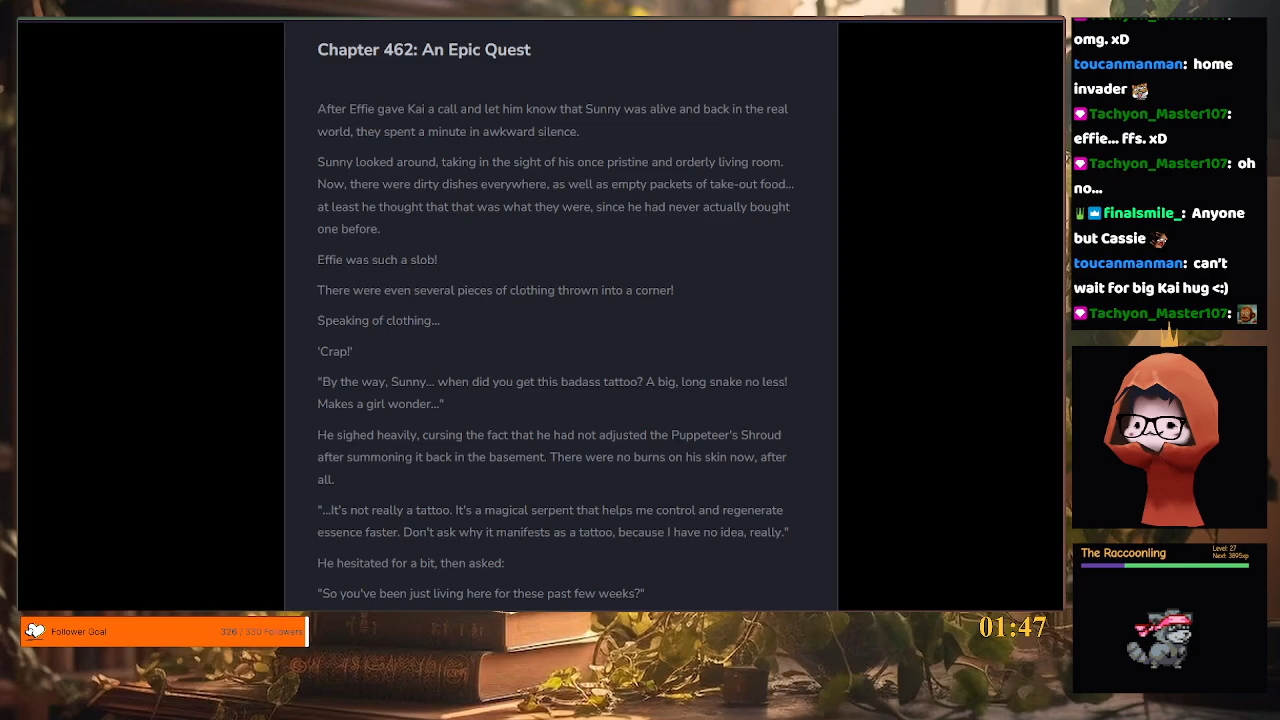 Chapter 462: An Epic Quest
After Effie gave Kai a call and let him know that Sunny was alive and back in the real
world, they spent a minute in awkward silence.
Sunny looked around, taking in the sight of his once pristine and orderly living room.
Now, there were dirty dishes everywhere, as well as empty packets of take-out food...
at least he thought that that was what they were, since he had never actually bought
one before.
Effie was such a slob!
There were even several pieces of clothing thrown into a corner!
Speaking of clothing...
'Crap!'
"By the way, Sunny... when did you get this badass tattoo? A big, long snake no less!
Makes a girl wonder..."
He sighed heavily, cursing the fact that he had not adjusted the Puppeteer's Shroud
after summoning it back in the basement. There were no burns on his skin now, after
all.
"...It's not really a tattoo. It's a magical serpent that helps me control and regenerate
essence faster. Don't ask why it manifests as a tattoo, because I have no idea, really."
He hesitated for a bit, then asked:
"So you've been just living here for these past few weeks?"
omg. xD
toucanmanman: home
invader
Tachyon_Master107:
effie... ffs. xD
Tachyon_Master107: oh
no...
finalsmile_: Anyone
but Cassie
toucanmanman: can't
wait for big Kai hug <:)
Tachyon_Master107:
The Raccoonling
Level: 27
Next: 3895xp
Follower Goal
326 / 330 Followers
01:47